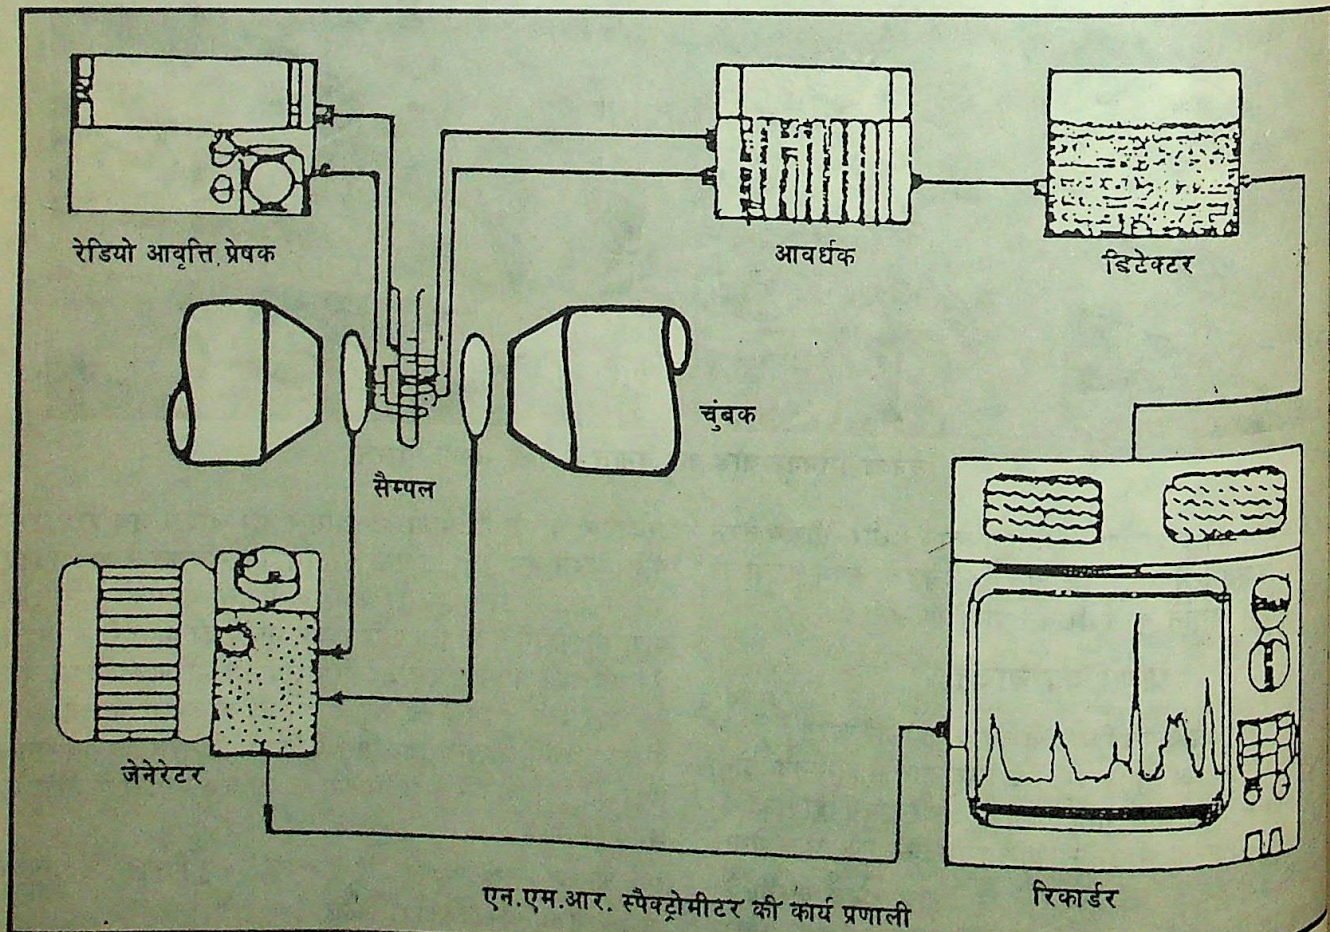 रेडियो आवृत्ति प्रेषक
आवर्धक
डिटेक्टर
चुंबक
सैम्पल
जेनेरेटर
रिकार्डर
एन.एम.आर. स्पैक्ट्रोमीटर की कार्य प्रणाली